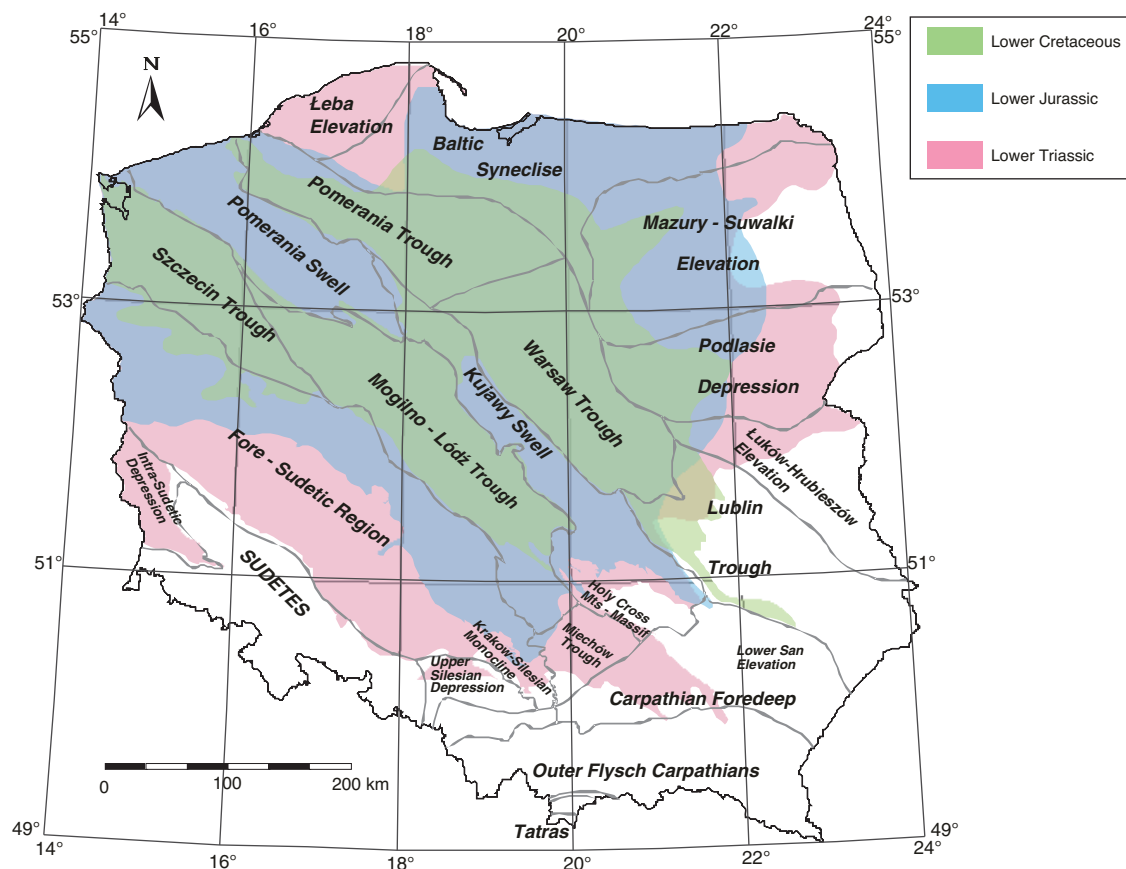 14°
16°
18°
20°
22°
24°
55°
55°
N
Lower Cretaceous
Lower Jurassic
Lower Triassic
Łeba
Elevation
Baltic
Syneclise
Pomerania Trough
Pomerania Swell
Szczecin Trough
Mazury - Suwalki
Elevation
53°
53°
Podlasie
Depression
Warsaw Trough
Kujawy Swell
Mogilno - Łódź Trough
Fore - Sudetic Region
Intra-Sudetic
Depression
Łuków-Hrubieszów
Elevation
Lublin
Trough
51°
51°
SUDETES
Holy Cross
Mts - Massif
Miechów
Trough
Krakow-Silesian
Monocline
Upper
Silesian
Depression
Lower San
Elevation
Carpathian Foredeep
0
100
200 km
Outer Flysch Carpathians
Tatras
49°
49°
14°
16°
18°
20°
22°
24°